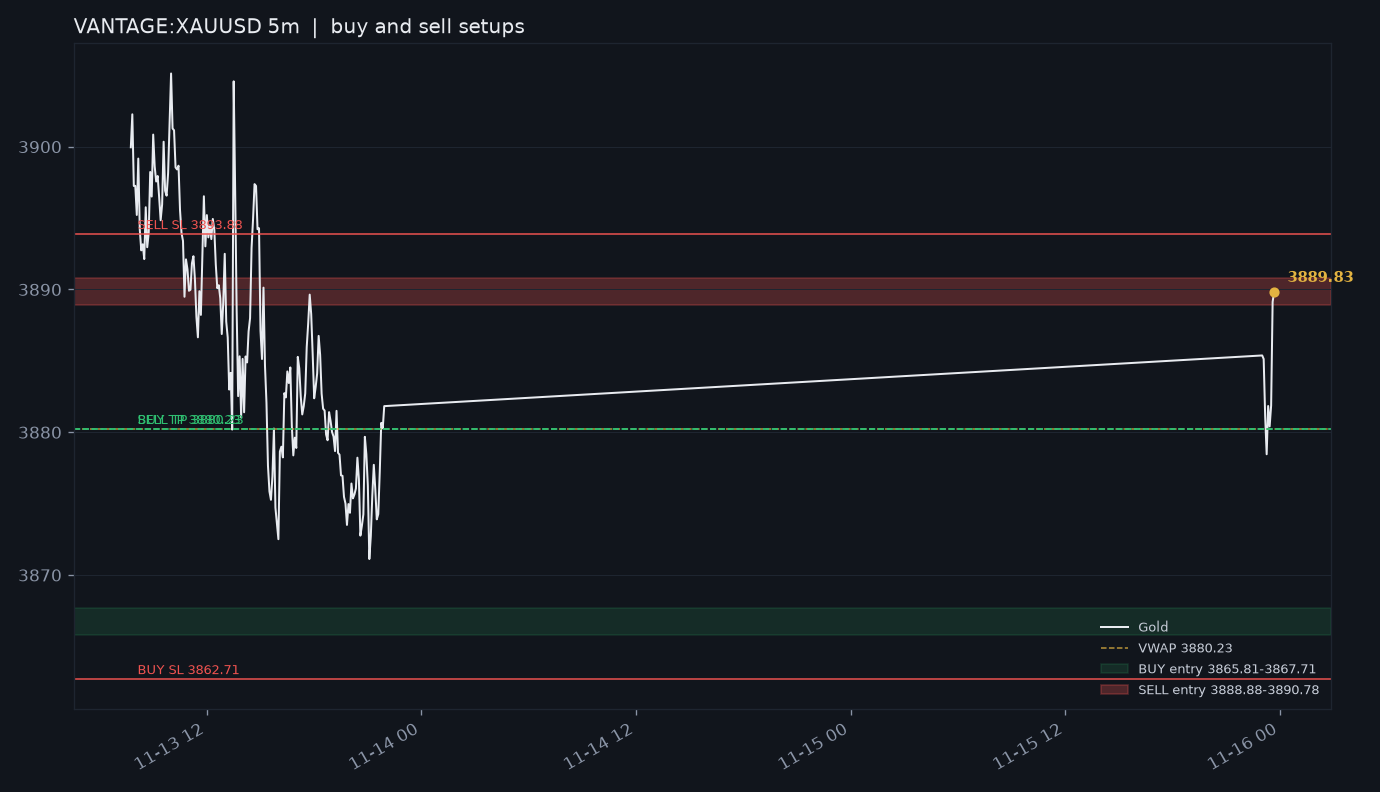 VANTAGE:XAUUSD 5m | buy and sell setups
3900
3890
3880
3870
SELL SL 3893.88
3889.83
3880.23
BUY SL 3862.71
Gold
VWAP 3880.23
BUY entry 3865.81-3867.71
SELL entry 3888.88-3890.78
11-13 12
11-14 00
11-14 12
11-15 00
11-15 12
11-16 00